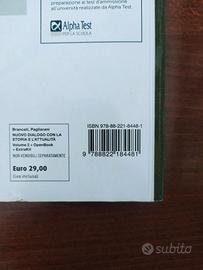 preparazione ai test d'ammissione
all'università realizzate da Alpha Test.
Alpha Test
PER LA SCUOLA
ISBN 978-88-221-8448-1
Brancati, Pagliarani
NUOVO DIALOGO CON LA
STORIA E L'ATTUALITÀ
Volume 2 + OpenBook
+ ExtraKit
NON VENDIBILI SEPARATAMENTE
Euro 29,00
(iva inclusa)
9 788822 184481
subito